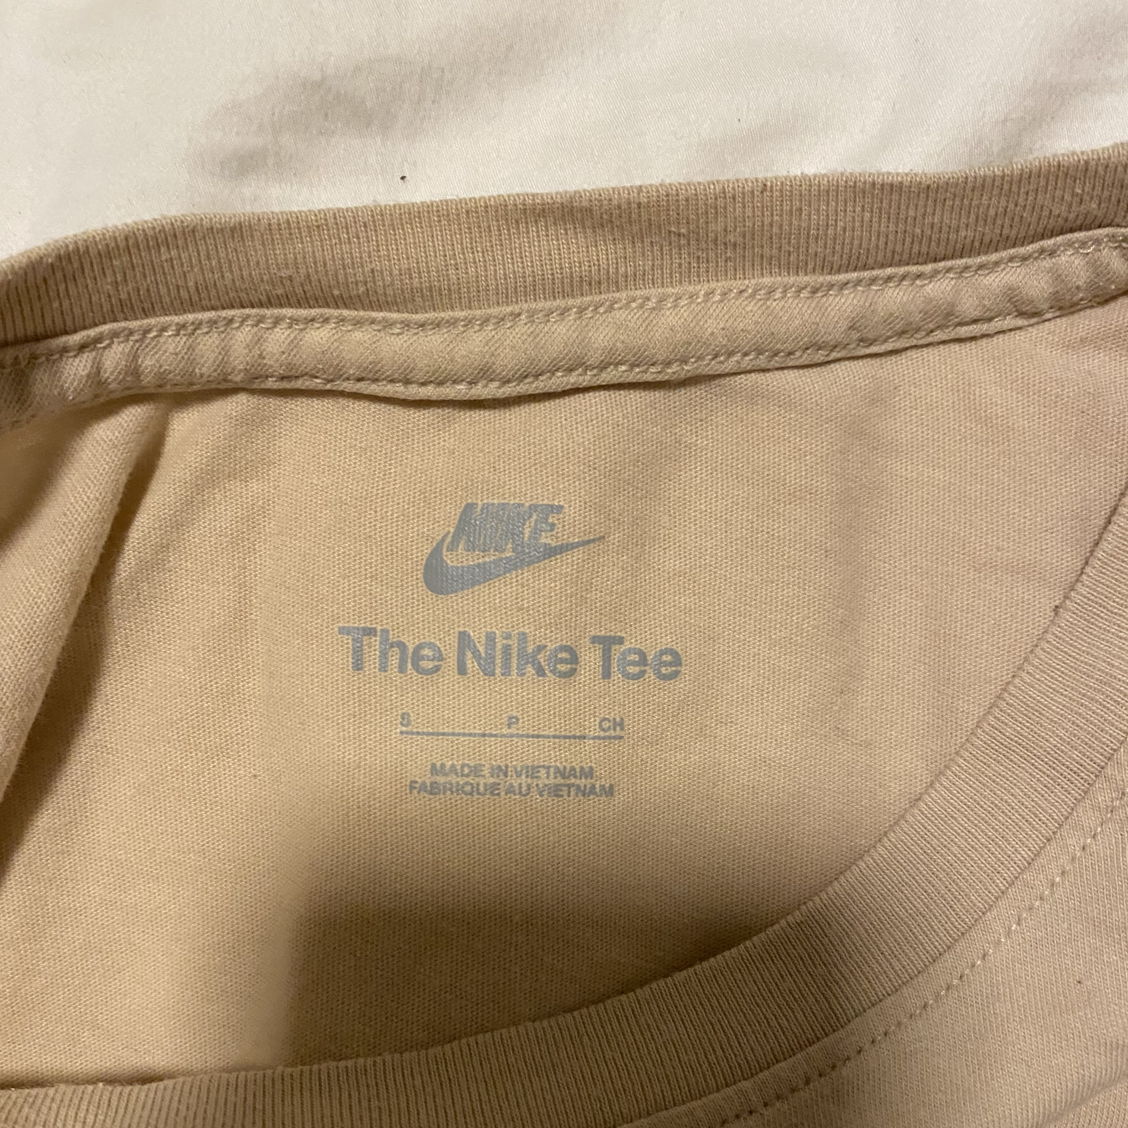 NIKE
The Nike Tee
S P CH
MADE IN VIETNAM
FABRIQUE AU VIETNAM